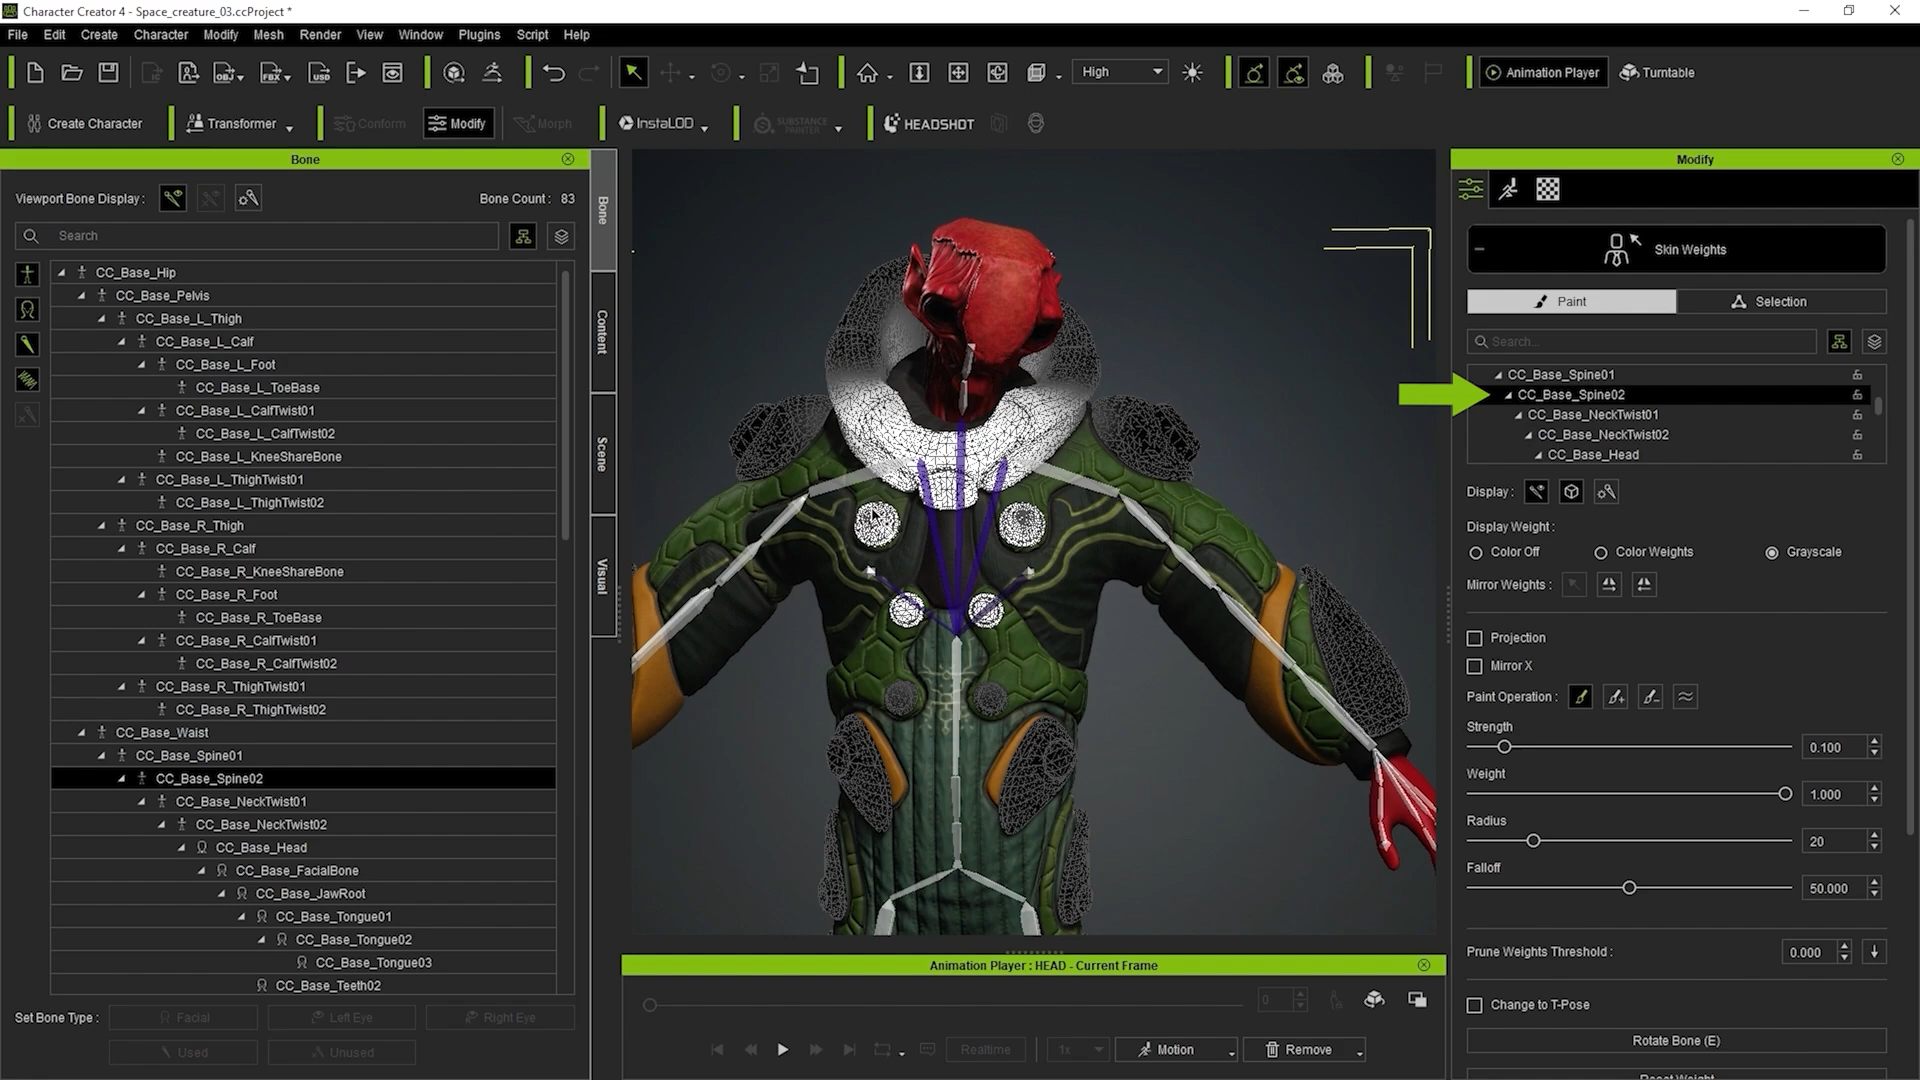 Character Creator 4 - Space_creature_03.ccProject *
File Edit Create Character Modify Mesh Render View Window Plugins Script Help
High Animation Player Turntable
Create Character Transformer Conform Modify Morph InstaLOD SUBSTANCE PAINTER HEADSHOT
Bone
Viewport Bone Display : Bone Count : 83
Search
CC_Base_Hip
CC_Base_Pelvis
CC_Base_L_Thigh
CC_Base_L_Calf
CC_Base_L_Foot
CC_Base_L_ToeBase
CC_Base_L_CalfTwist01
CC_Base_L_CalfTwist02
CC_Base_L_KneeShareBone
CC_Base_L_ThighTwist01
CC_Base_L_ThighTwist02
CC_Base_R_Thigh
CC_Base_R_Calf
CC_Base_R_KneeShareBone
CC_Base_R_Foot
CC_Base_R_ToeBase
CC_Base_R_CalfTwist01
CC_Base_R_CalfTwist02
CC_Base_R_ThighTwist01
CC_Base_R_ThighTwist02
CC_Base_Waist
CC_Base_Spine01
CC_Base_Spine02
CC_Base_NeckTwist01
CC_Base_NeckTwist02
CC_Base_Head
CC_Base_FacialBone
CC_Base_JawRoot
CC_Base_Tongue01
CC_Base_Tongue02
CC_Base_Tongue03
CC_Base_Teeth02
Set Bone Type : Facial Left Eye Right Eye
Used Unused
Bone
Content
Scene
Visual
Animation Player : HEAD - Current Frame
0
Realtime 1x Motion Remove
Modify
Skin Weights
Paint Selection
Search...
CC_Base_Spine01
CC_Base_Spine02
CC_Base_NeckTwist01
CC_Base_NeckTwist02
CC_Base_Head
Display :
Display Weight :
Color Off Color Weights Grayscale
Mirror Weights :
Projection
Mirror X
Paint Operation :
Strength
0.100
Weight
1.000
Radius
20
Falloff
50.000
Prune Weights Threshold : 0.000
Change to T-Pose
Rotate Bone (E)
Reset Weight